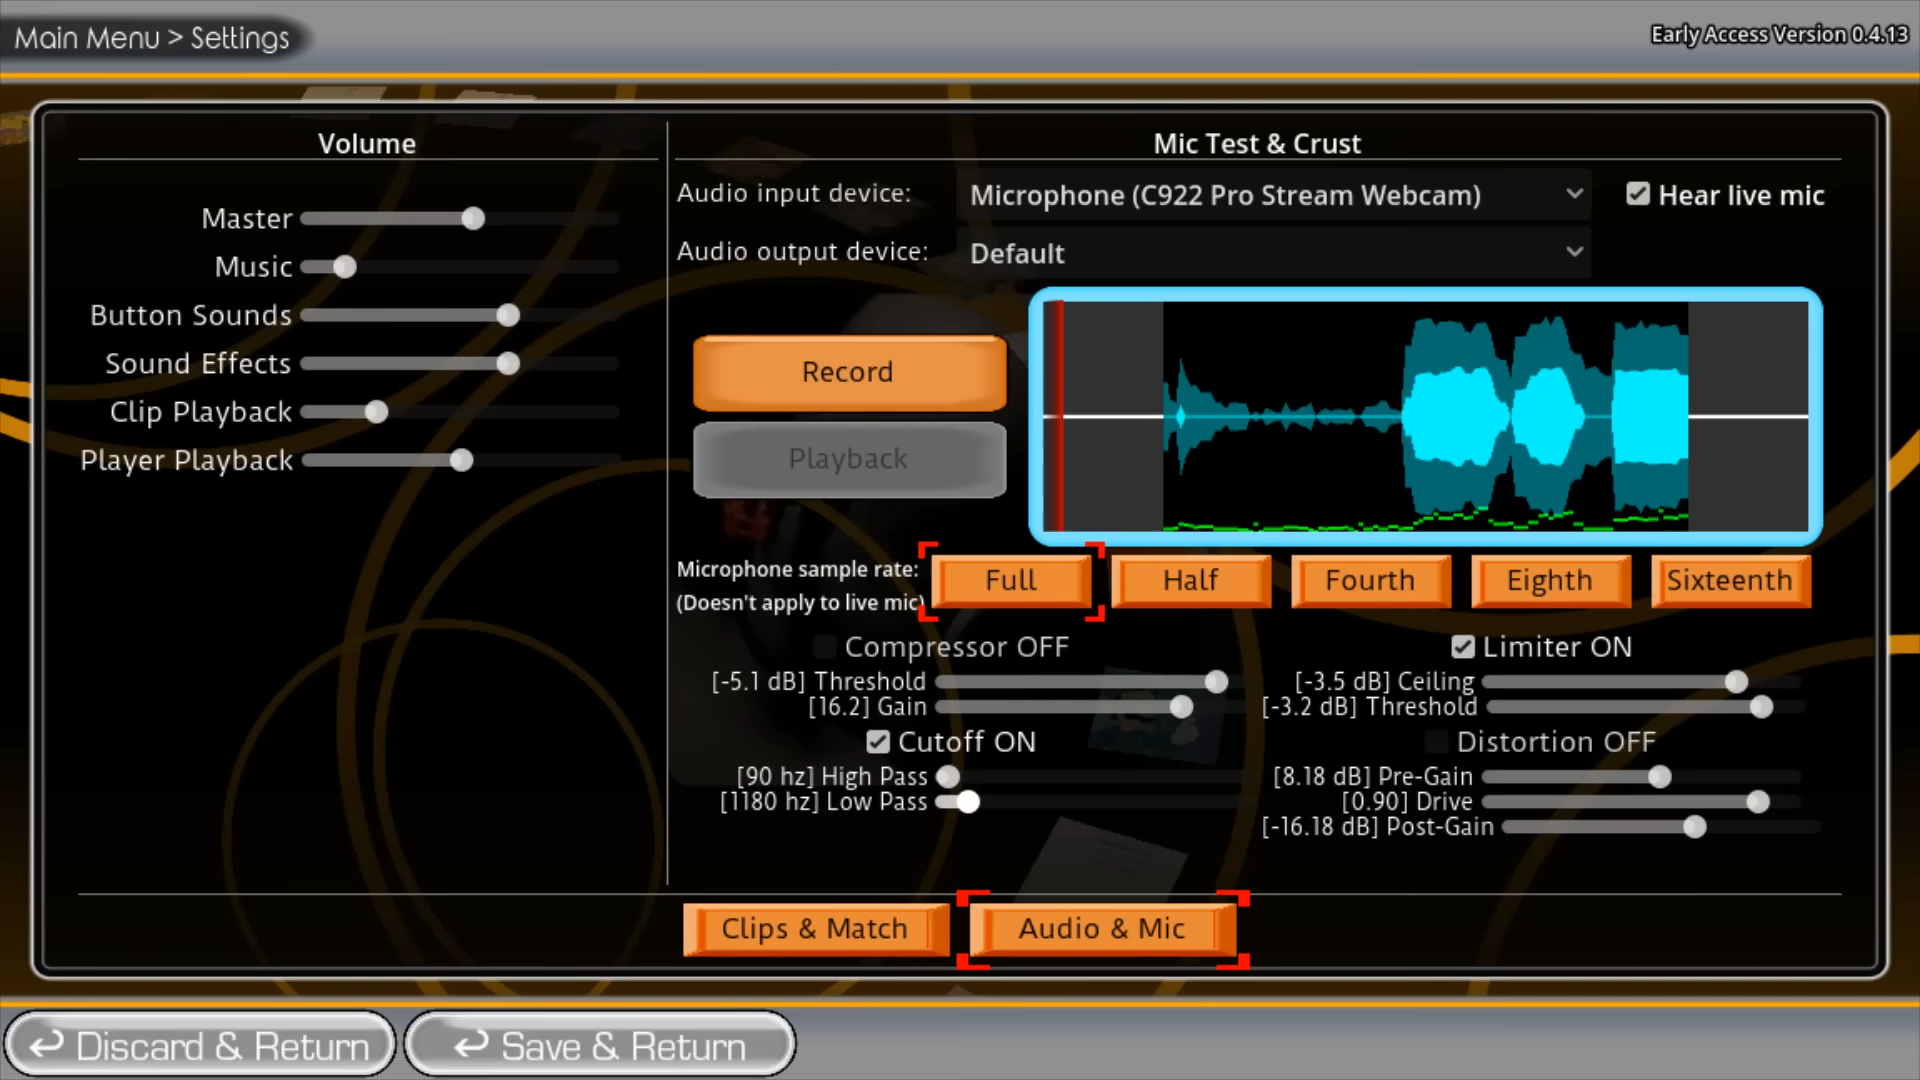 Main Menu > Settings
Early Access Version 0.4.13
Volume
Master
Music
Button Sounds
Sound Effects
Clip Playback
Player Playback
Mic Test & Crust
Audio input device: Microphone (C922 Pro Stream Webcam) Hear live mic
Audio output device: Default
Record
Playback
Microphone sample rate:
(Doesn't apply to live mic)
Full Half Fourth Eighth Sixteenth
Compressor OFF
[-5.1 dB] Threshold
[16.2] Gain
Cutoff ON
[90 hz] High Pass
[1180 hz] Low Pass
Limiter ON
[-3.5 dB] Ceiling
[-3.2 dB] Threshold
Distortion OFF
[8.18 dB] Pre-Gain
[0.90] Drive
[-16.18 dB] Post-Gain
Clips & Match Audio & Mic
Discard & Return Save & Return